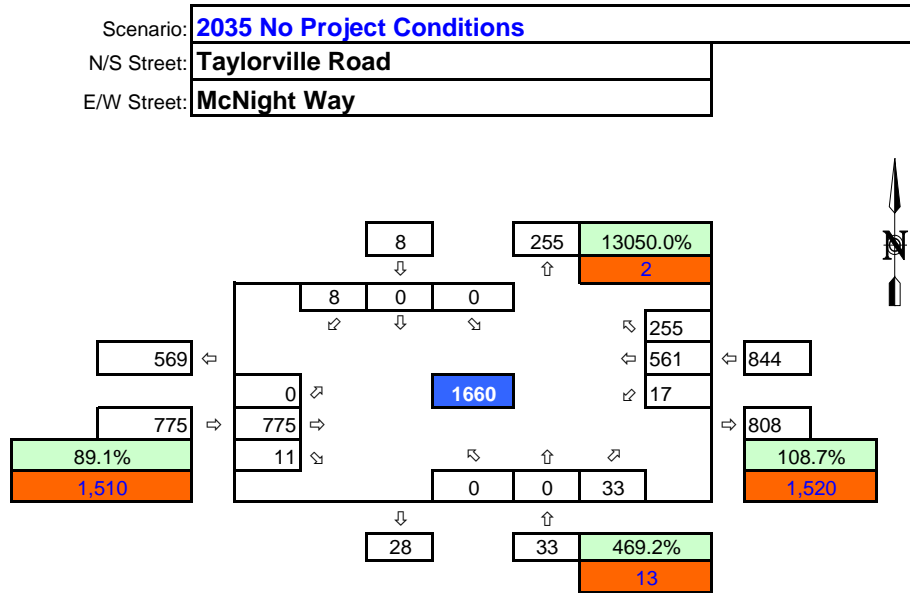 Scenario: 2035 No Project Conditions
N/S Street: Taylorville Road
E/W Street: McNight Way
N
8 255 13050.0%
⇩ ⇧ 2
8 0 0
⬃ ⇩ ⬂
⬁ 255
569 ⇦ ⇦ 561 ⇦ 844
0 ⬀ 1660 ⬃ 17
775 ⇨ 775 ⇨ ⇨ 808
89.1% 11 ⬂ ⬁ ⇧ ⬀ 108.7%
1,510 0 0 33 1,520
⇩ ⇧
28 33 469.2%
13